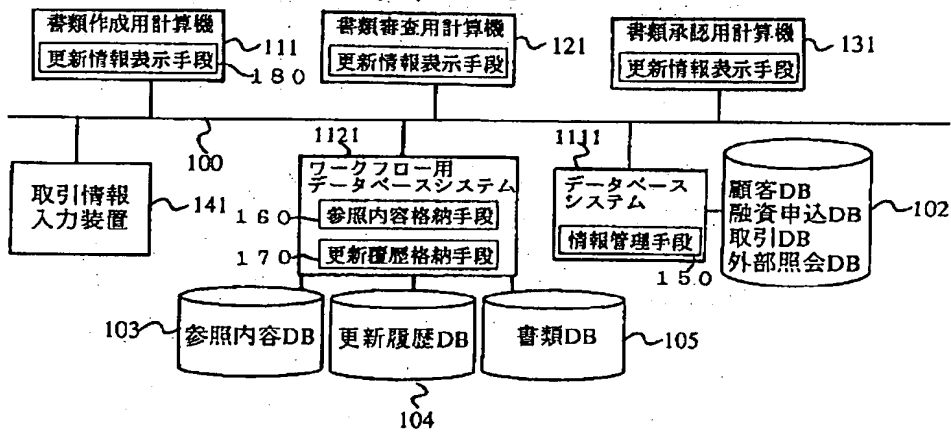 書類作成用計算機
更新情報表示手段
111
180
書類審査用計算機
更新情報表示手段
121
書類承認用計算機
更新情報表示手段
131
100
取引情報
入力装置
141
1121
ワークフロー用
データベースシステム
160
参照内容格納手段
170
更新履歴格納手段
1111
データベース
システム
情報管理手段
150
顧客DB
融資申込DB
取引DB
外部照会DB
102
103
参照内容DB
更新履歴DB
104
書類DB
105